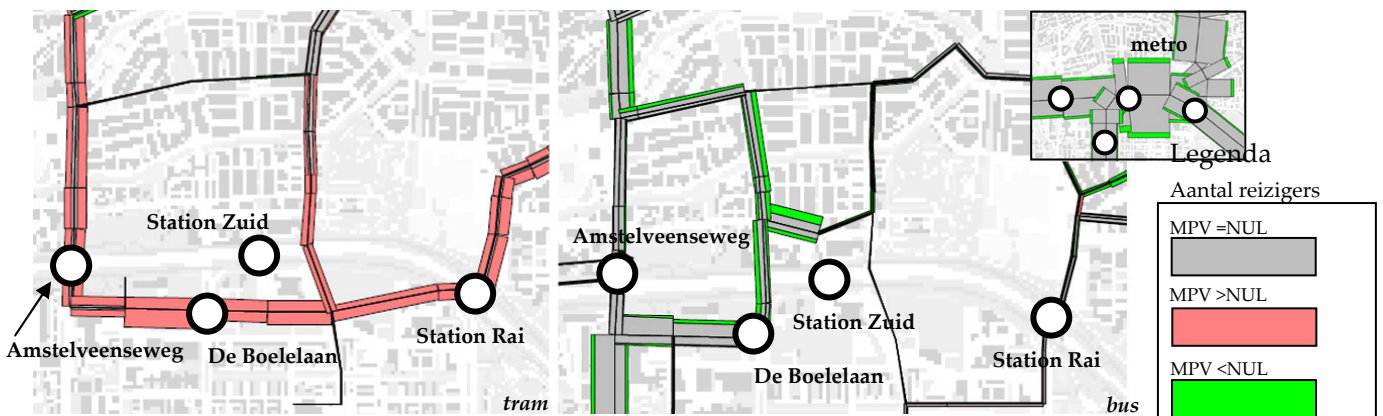 Station Zuid
Amstelveenseweg
De Boelelaan
Station Rai
tram
Amstelveenseweg
Station Zuid
De Boelelaan
Station Rai
bus
metro
Legenda
Aantal reizigers
MPV =NUL
MPV >NUL
MPV <NUL